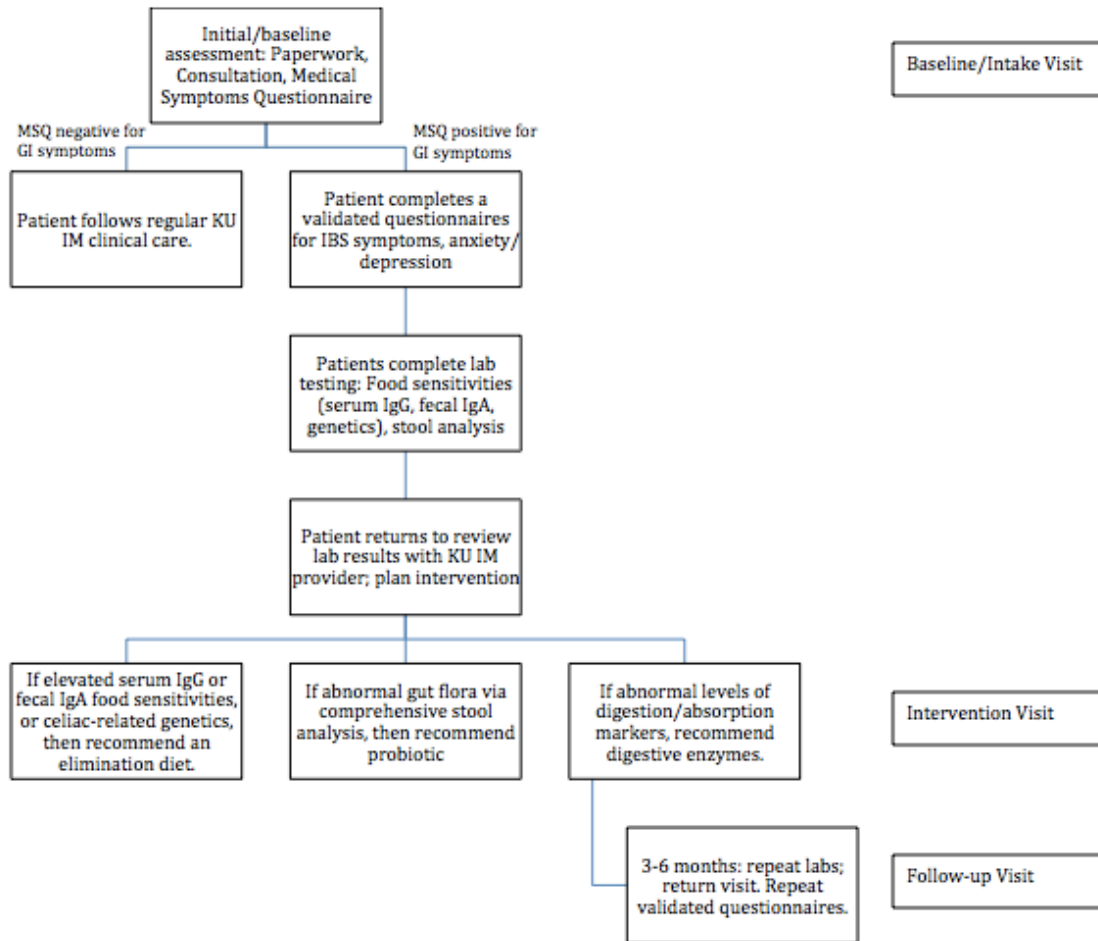 Initial/baseline
assessment: Paperwork,
Consultation, Medical
Symptoms Questionnaire
Baseline/Intake Visit
MSQ negative for
GI symptoms
MSQ positive for
GI symptoms
Patient follows regular KU
IM clinical care.
Patient completes a
validated questionnaires
for IBS symptoms, anxiety/
depression
Patients complete lab
testing: Food sensitivities
(serum IgG, fecal IgA,
genetics), stool analysis
Patient returns to review
lab results with KU IM
provider; plan intervention
If elevated serum IgG or
fecal IgA food sensitivities,
or celiac-related genetics,
then recommend an
elimination diet.
If abnormal gut flora via
comprehensive stool
analysis, then recommend
probiotic
If abnormal levels of
digestion/absorption
markers, recommend
digestive enzymes.
Intervention Visit
3-6 months: repeat labs;
return visit. Repeat
validated questionnaires.
Follow-up Visit